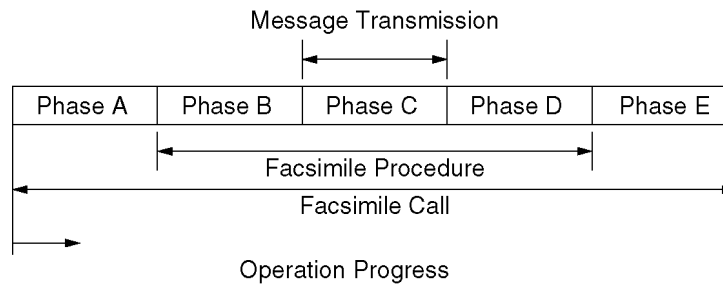 Message Transmission
Phase A Phase B Phase C Phase D Phase E
Facsimile Procedure
Facsimile Call
Operation Progress